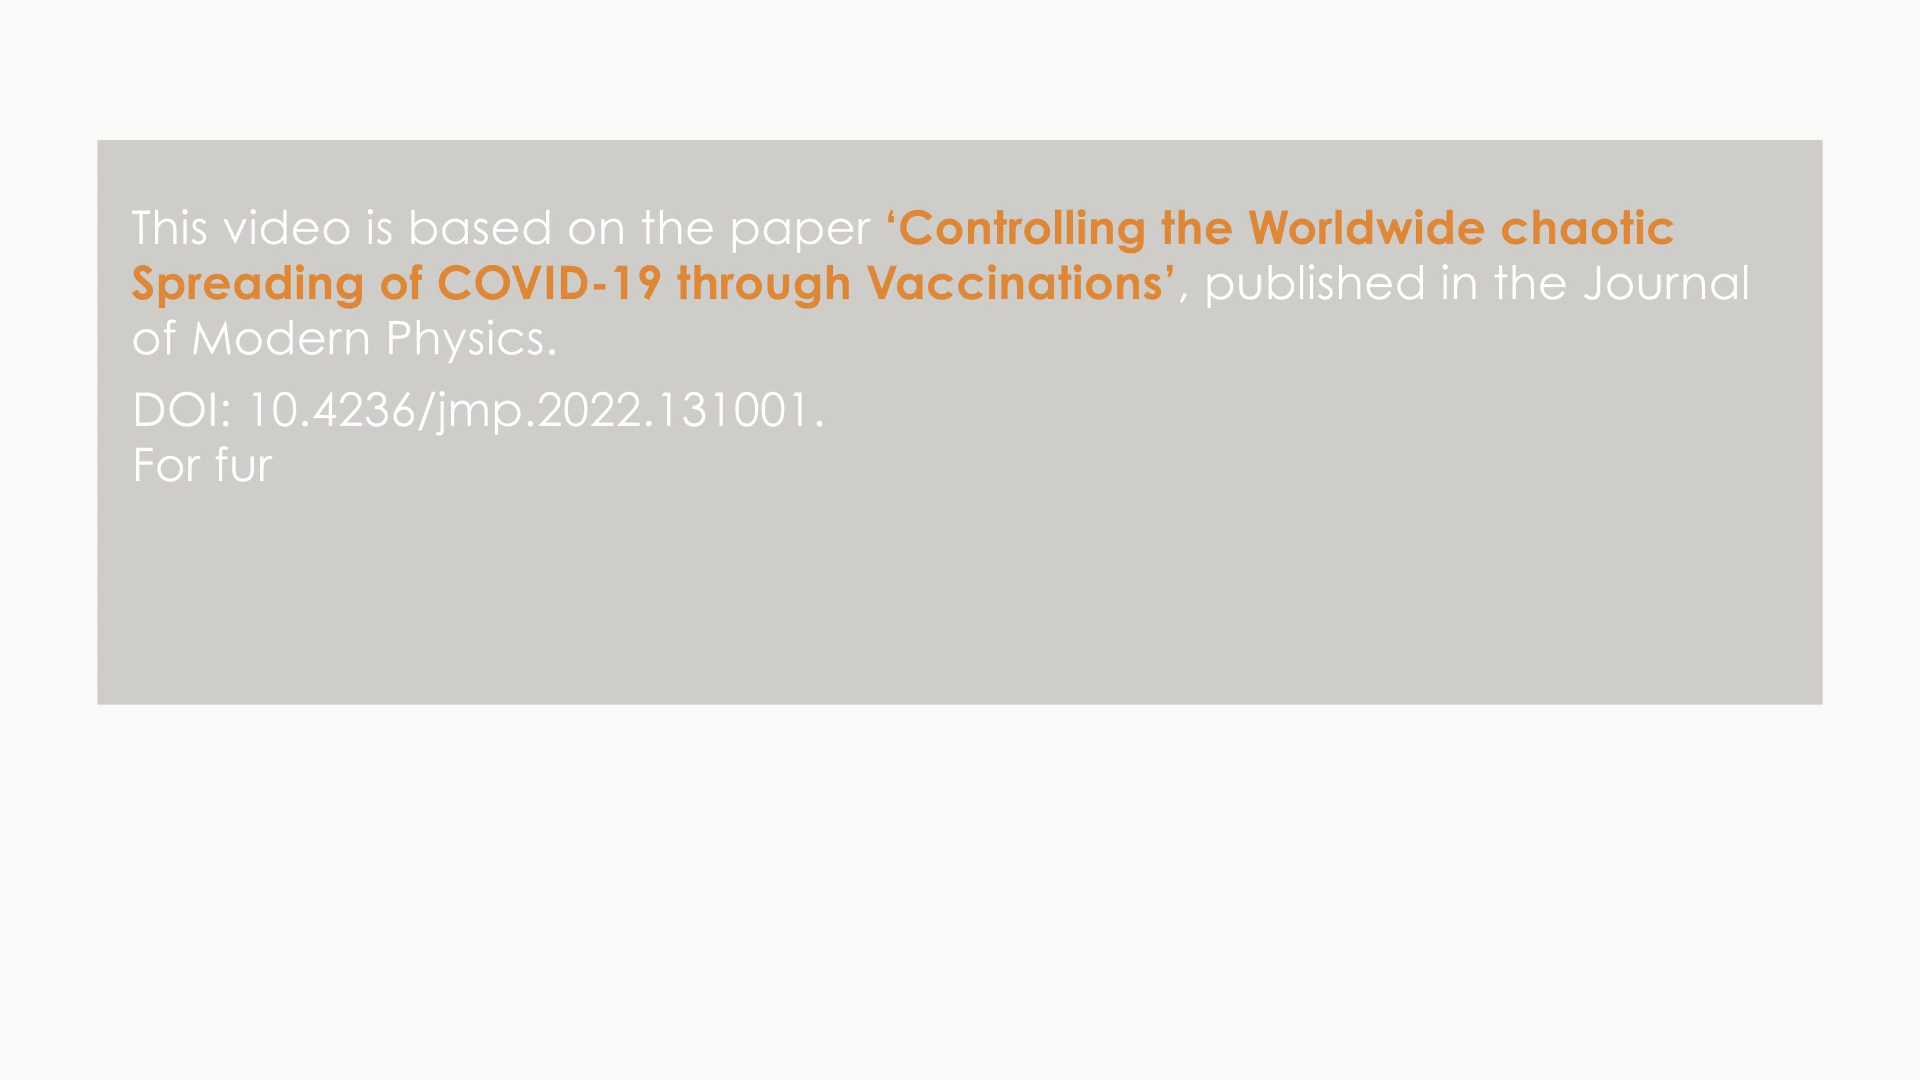 This video is based on the paper ‘Controlling the Worldwide chaotic
Spreading of COVID-19 through Vaccinations’, published in the Journal
of Modern Physics.
DOI: 10.4236/jmp.2022.131001.
For fur